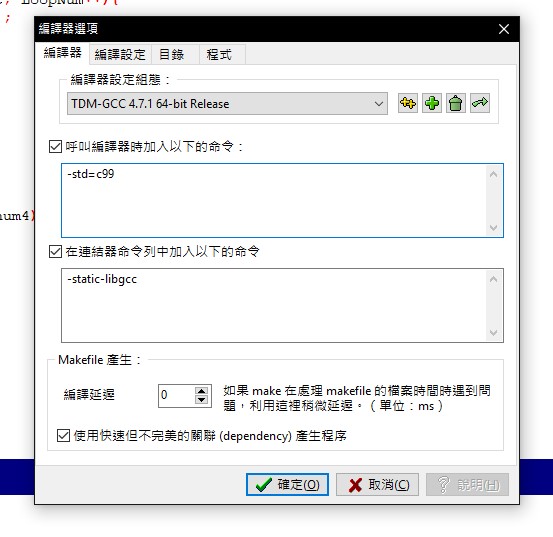 LoopNum++){
;
編譯器選項
編譯器
編譯設定
目錄
程式
編譯器設定組態：
TDM-GCC 4.7.1 64-bit Release
呼叫編譯器時加入以下的命令：
-std=c99
num4)
在連結器命令列中加入以下的命令
-static-libgcc
Makefile 產生：
編譯延遲
0
如果 make 在處理 makefile 的檔案時間時遇到問
題，利用這裡稍微延遲。（單位：ms）
使用快速但不完美的關聯 (dependency) 產生程序
確定(O)
取消(C)
說明(H)